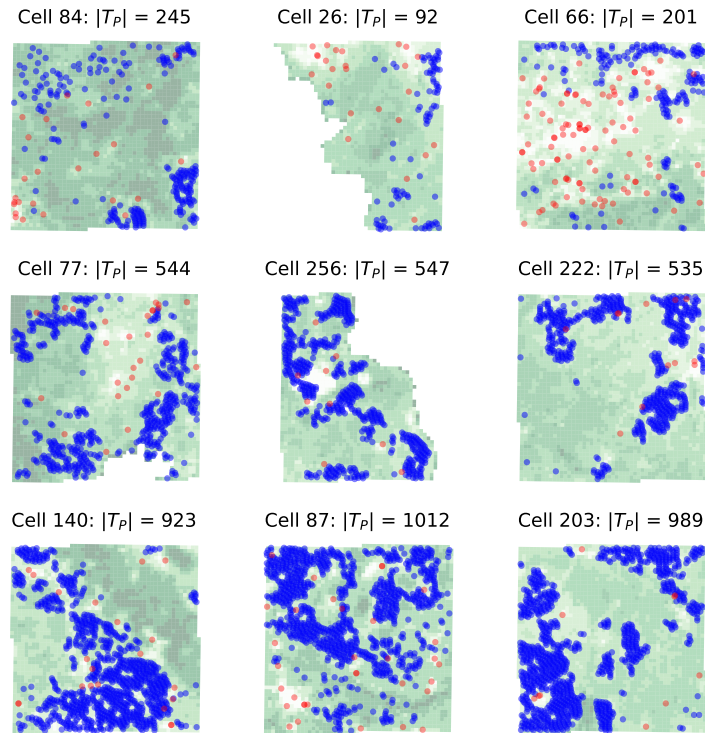 Cell 84: |T_P| = 245
Cell 26: |T_P| = 92
Cell 66: |T_P| = 201
Cell 77: |T_P| = 544
Cell 256: |T_P| = 547
Cell 222: |T_P| = 535
Cell 140: |T_P| = 923
Cell 87: |T_P| = 1012
Cell 203: |T_P| = 989